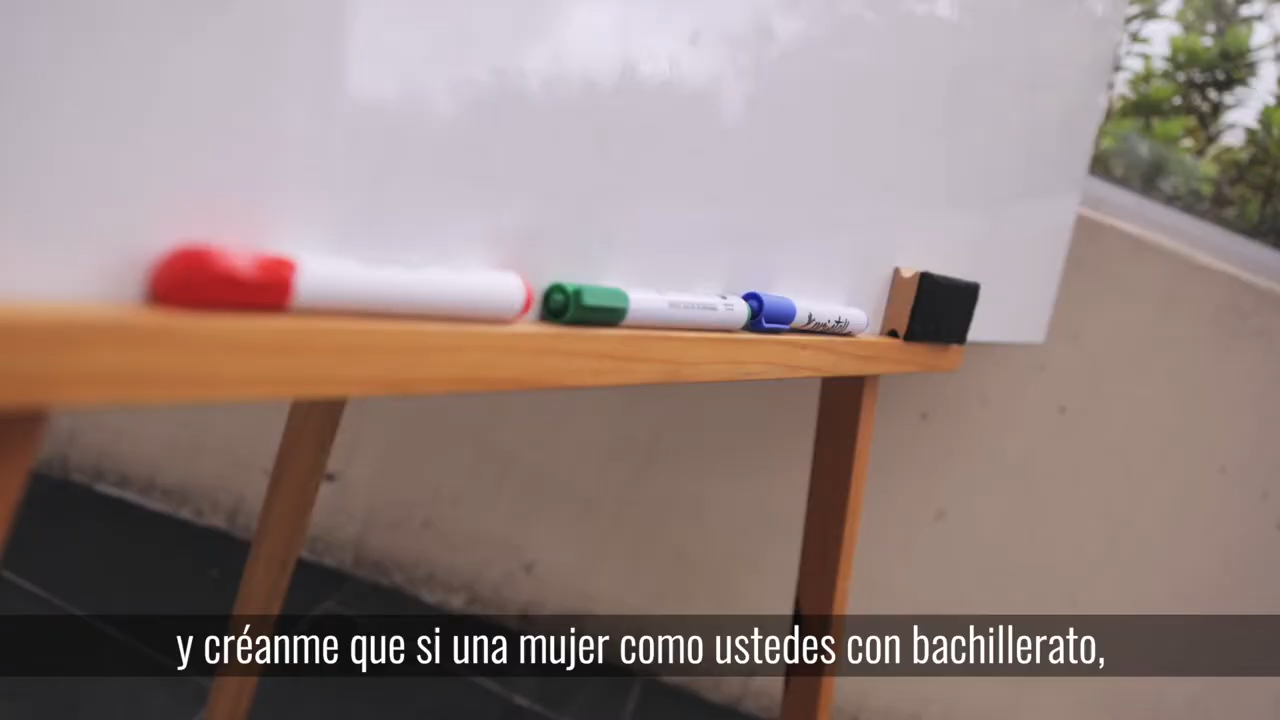 y créanme que si una mujer como ustedes con bachillerato,